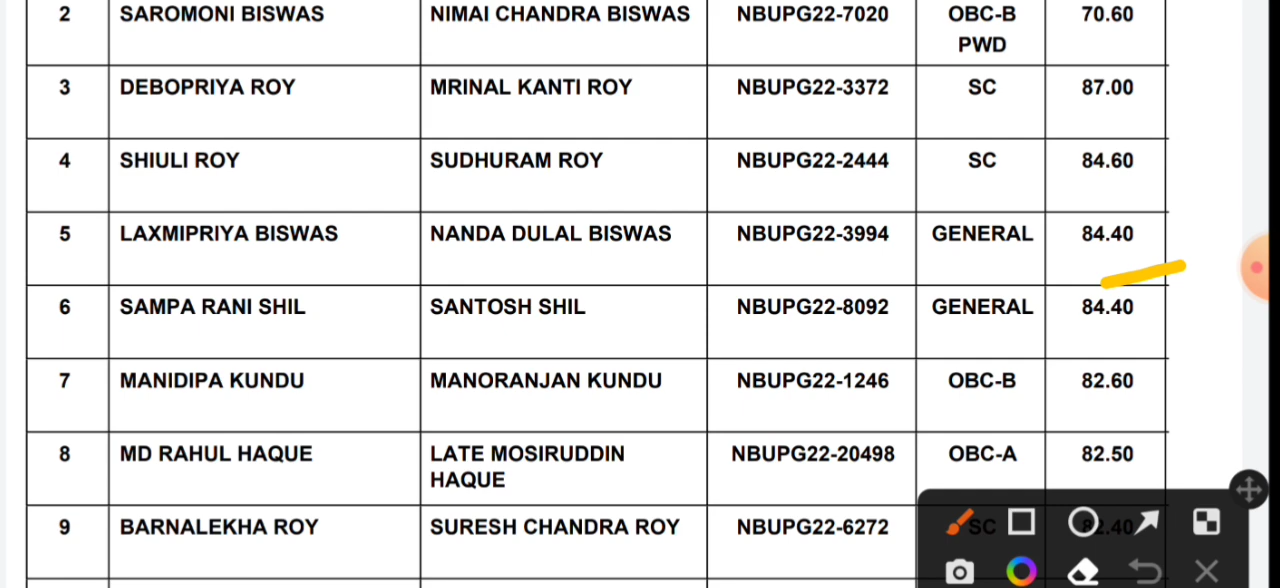 2 SAROMONI BISWAS NIMAI CHANDRA BISWAS NBUPG22-7020 OBC-B 70.60
PWD
3 DEBOPRIYA ROY MRINAL KANTI ROY NBUPG22-3372 SC 87.00
4 SHIULI ROY SUDHURAM ROY NBUPG22-2444 SC 84.60
5 LAXMIPRIYA BISWAS NANDA DULAL BISWAS NBUPG22-3994 GENERAL 84.40
6 SAMPA RANI SHIL SANTOSH SHIL NBUPG22-8092 GENERAL 84.40
7 MANIDIPA KUNDU MANORANJAN KUNDU NBUPG22-1246 OBC-B 82.60
8 MD RAHUL HAQUE LATE MOSIRUDDIN NBUPG22-20498 OBC-A 82.50
HAQUE
9 BARNALEKHA ROY SURESH CHANDRA ROY NBUPG22-6272 SC 82.40